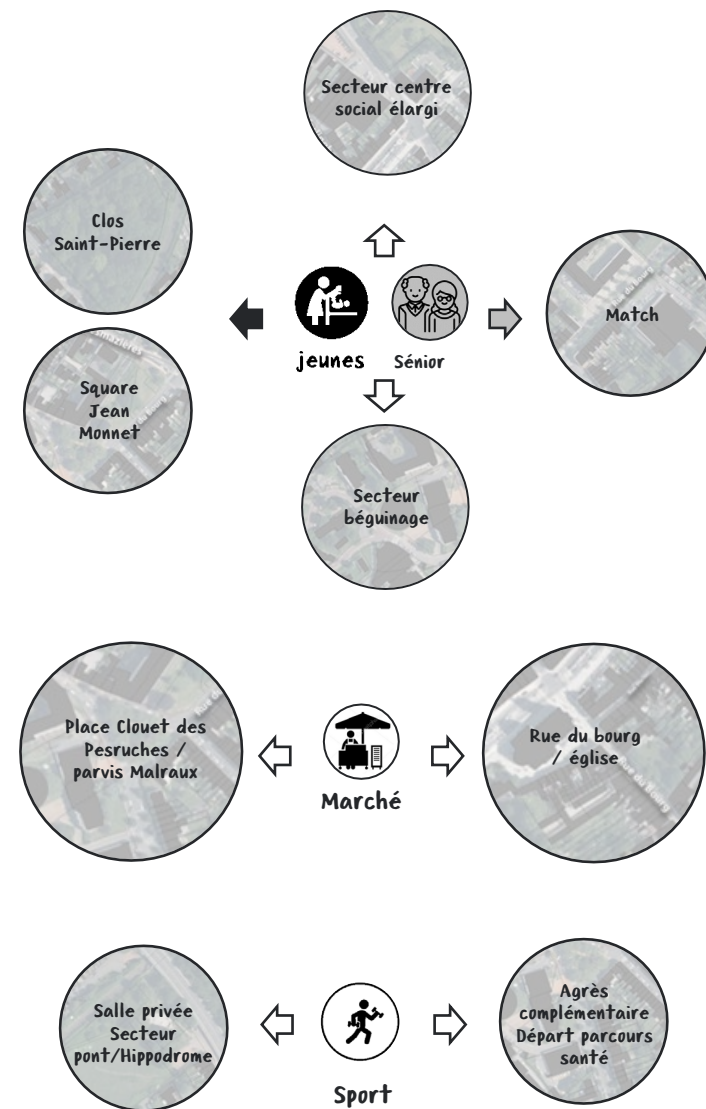 Secteur centre
social élargi
Clos
Saint-Pierre
Match
jeunes
Sénior
Square
Jean
Monnet
Secteur
béguinage
Place Clouet des
Pesruches /
parvis Malraux
Rue du bourg
/ église
Marché
Salle privée
Secteur
pont/Hippodrome
Agrès
complémentaire
Départ parcours
santé
Sport